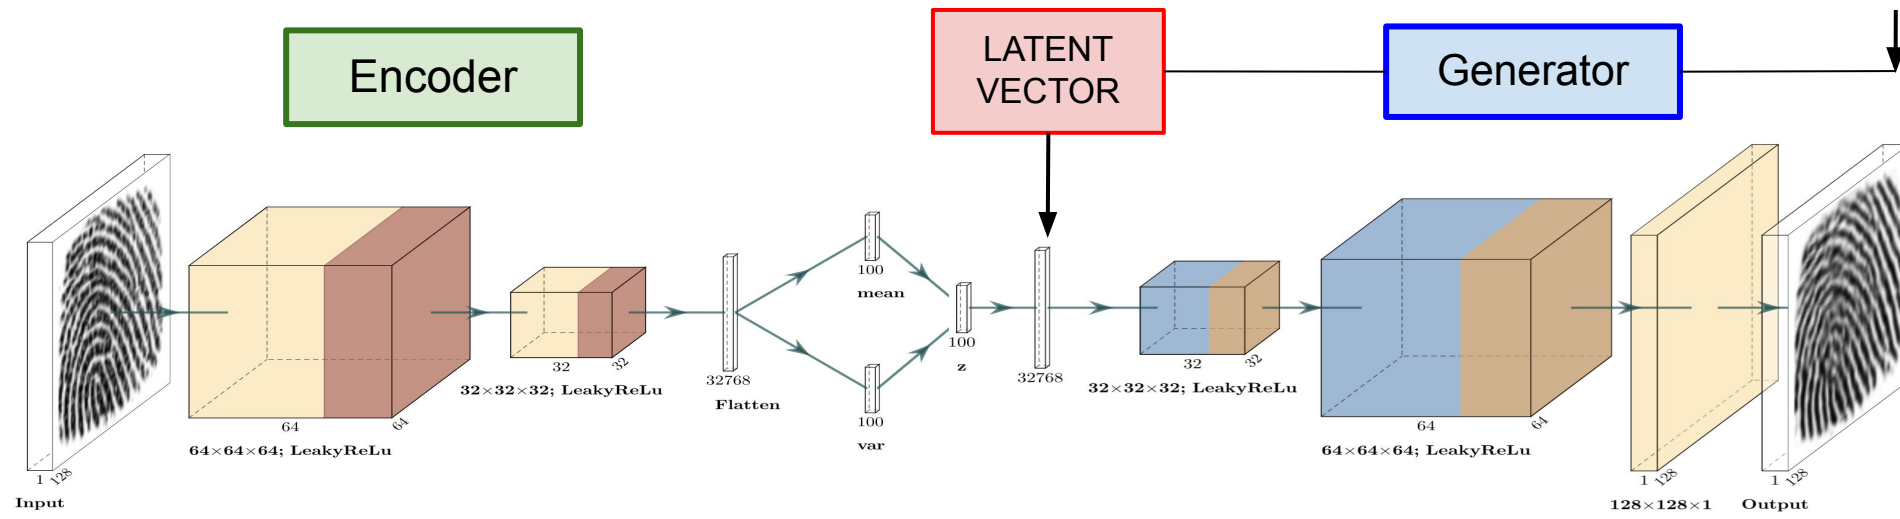 Encoder
LATENT
VECTOR
Generator
1 128
Input
64 64
64×64×64; LeakyReLu
32 32
32×32×32; LeakyReLu
32768
Flatten
100
mean
100
var
100
z
32768
32 32
32×32×32; LeakyReLu
64 64
64×64×64; LeakyReLu
1 128
128×128×1
1 128
Output